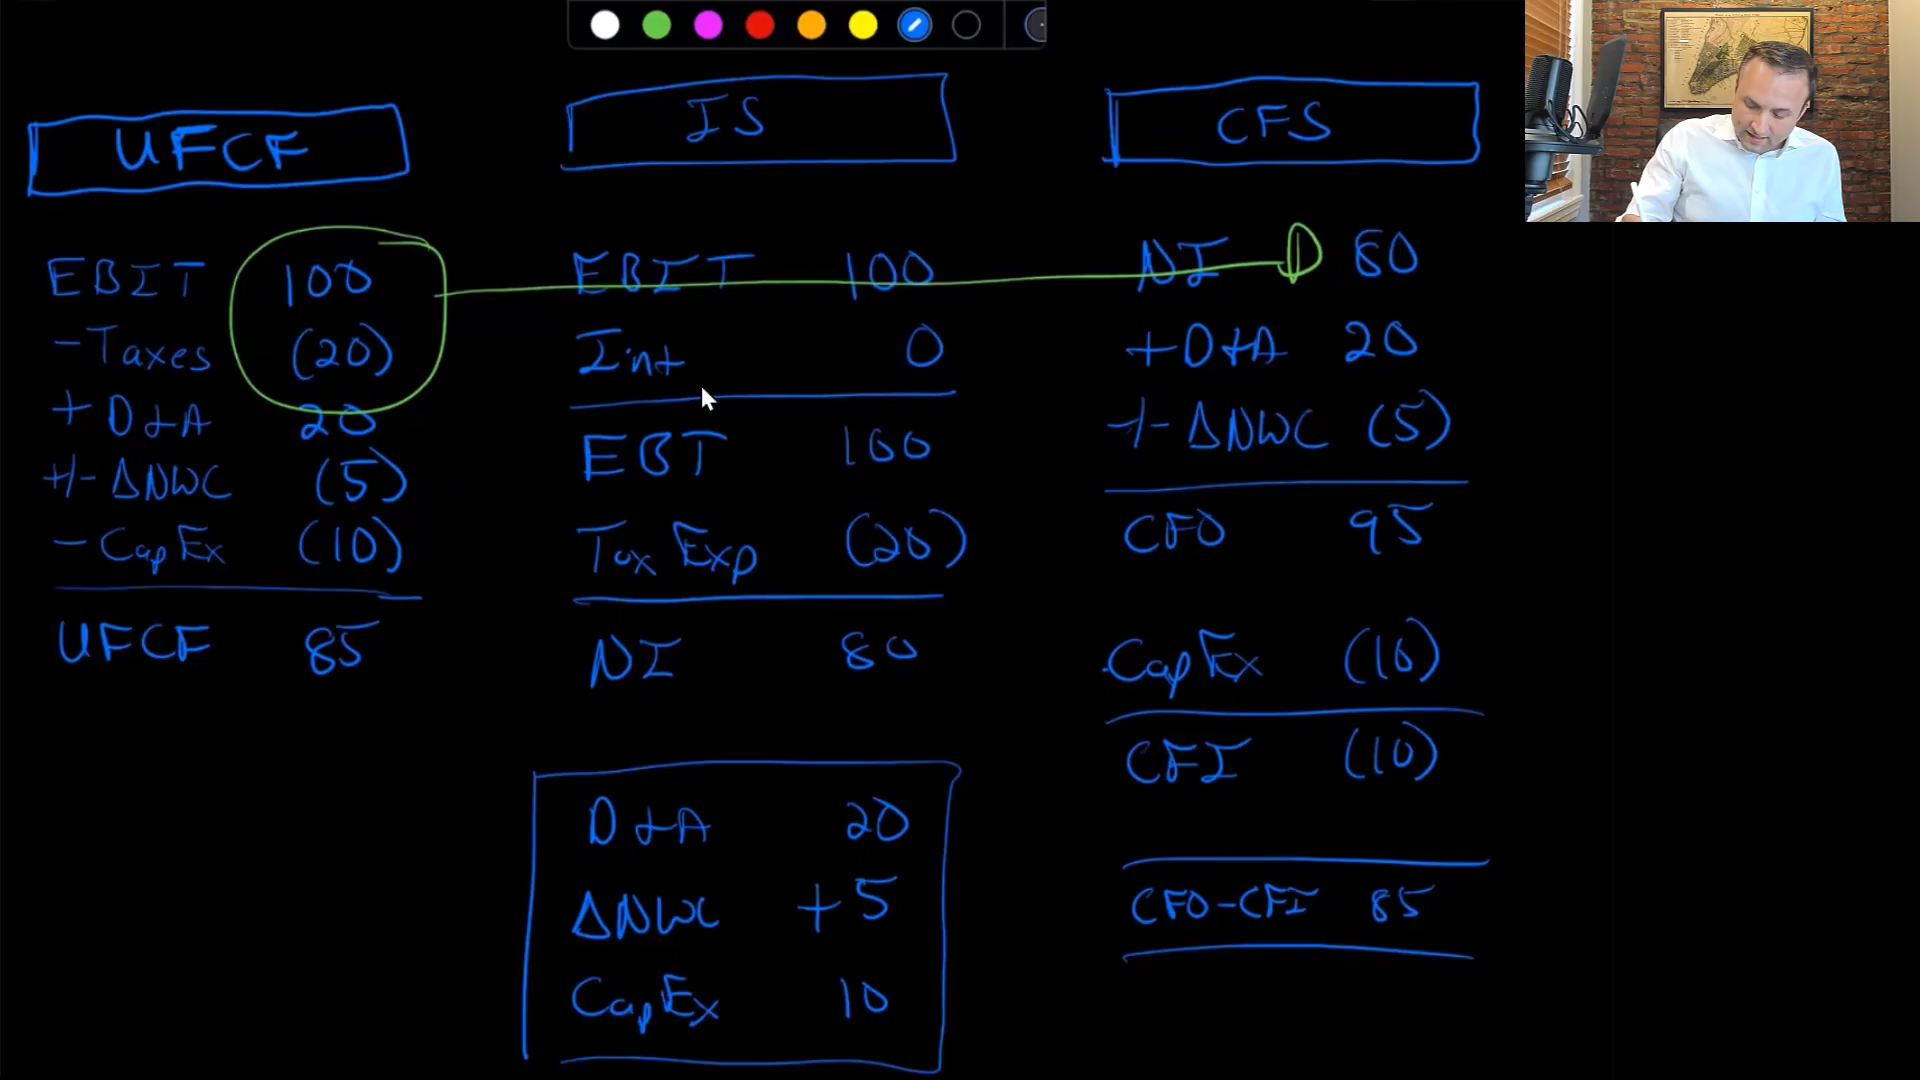 UFCF
EBIT 100
- Taxes (20)
+ D&A 20
+/- ΔNWC (5)
- CapEx (10)
UFCF 85
IS
EBIT 100
Int 0
EBT 100
Tax Exp (20)
NI 80
D&A 20
ΔNWC +5
CapEx 10
CFS
NI 80
+ D&A 20
+/- ΔNWC (5)
CFO 95
CapEx (10)
CFI (10)
CFO-CFI 85